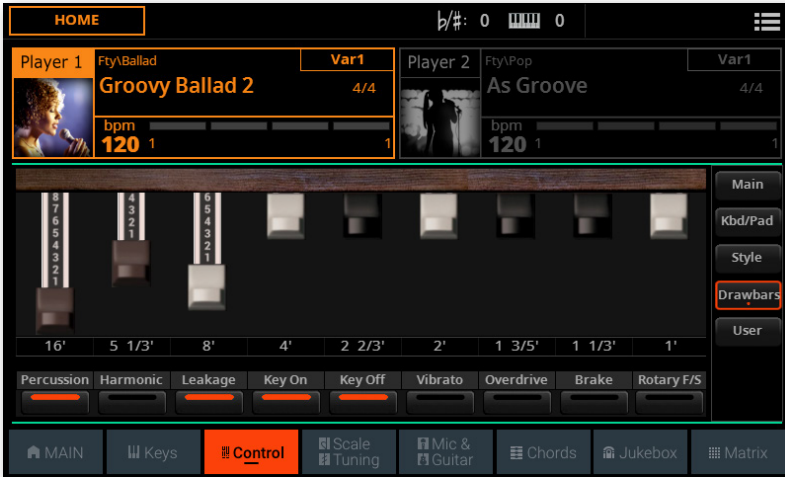 HOME
b/#: 0 0
Player 1
Fty\Ballad
Var1
Groovy Ballad 2
4/4
bpm
120 1 1
Player 2
Fty\Pop
Var1
As Groove
4/4
bpm
120 1 1
8 4 6
7 3 5
6 2 4
5 1 3
4 2
3 1
2
1
16' 5 1/3' 8' 4' 2 2/3' 2' 1 3/5' 1 1/3' 1'
Percussion Harmonic Leakage Key On Key Off Vibrato Overdrive Brake Rotary F/S
Main
Kbd/Pad
Style
Drawbars
User
MAIN
Keys
Control
Scale
Tuning
Mic &
Guitar
Chords
Jukebox
Matrix